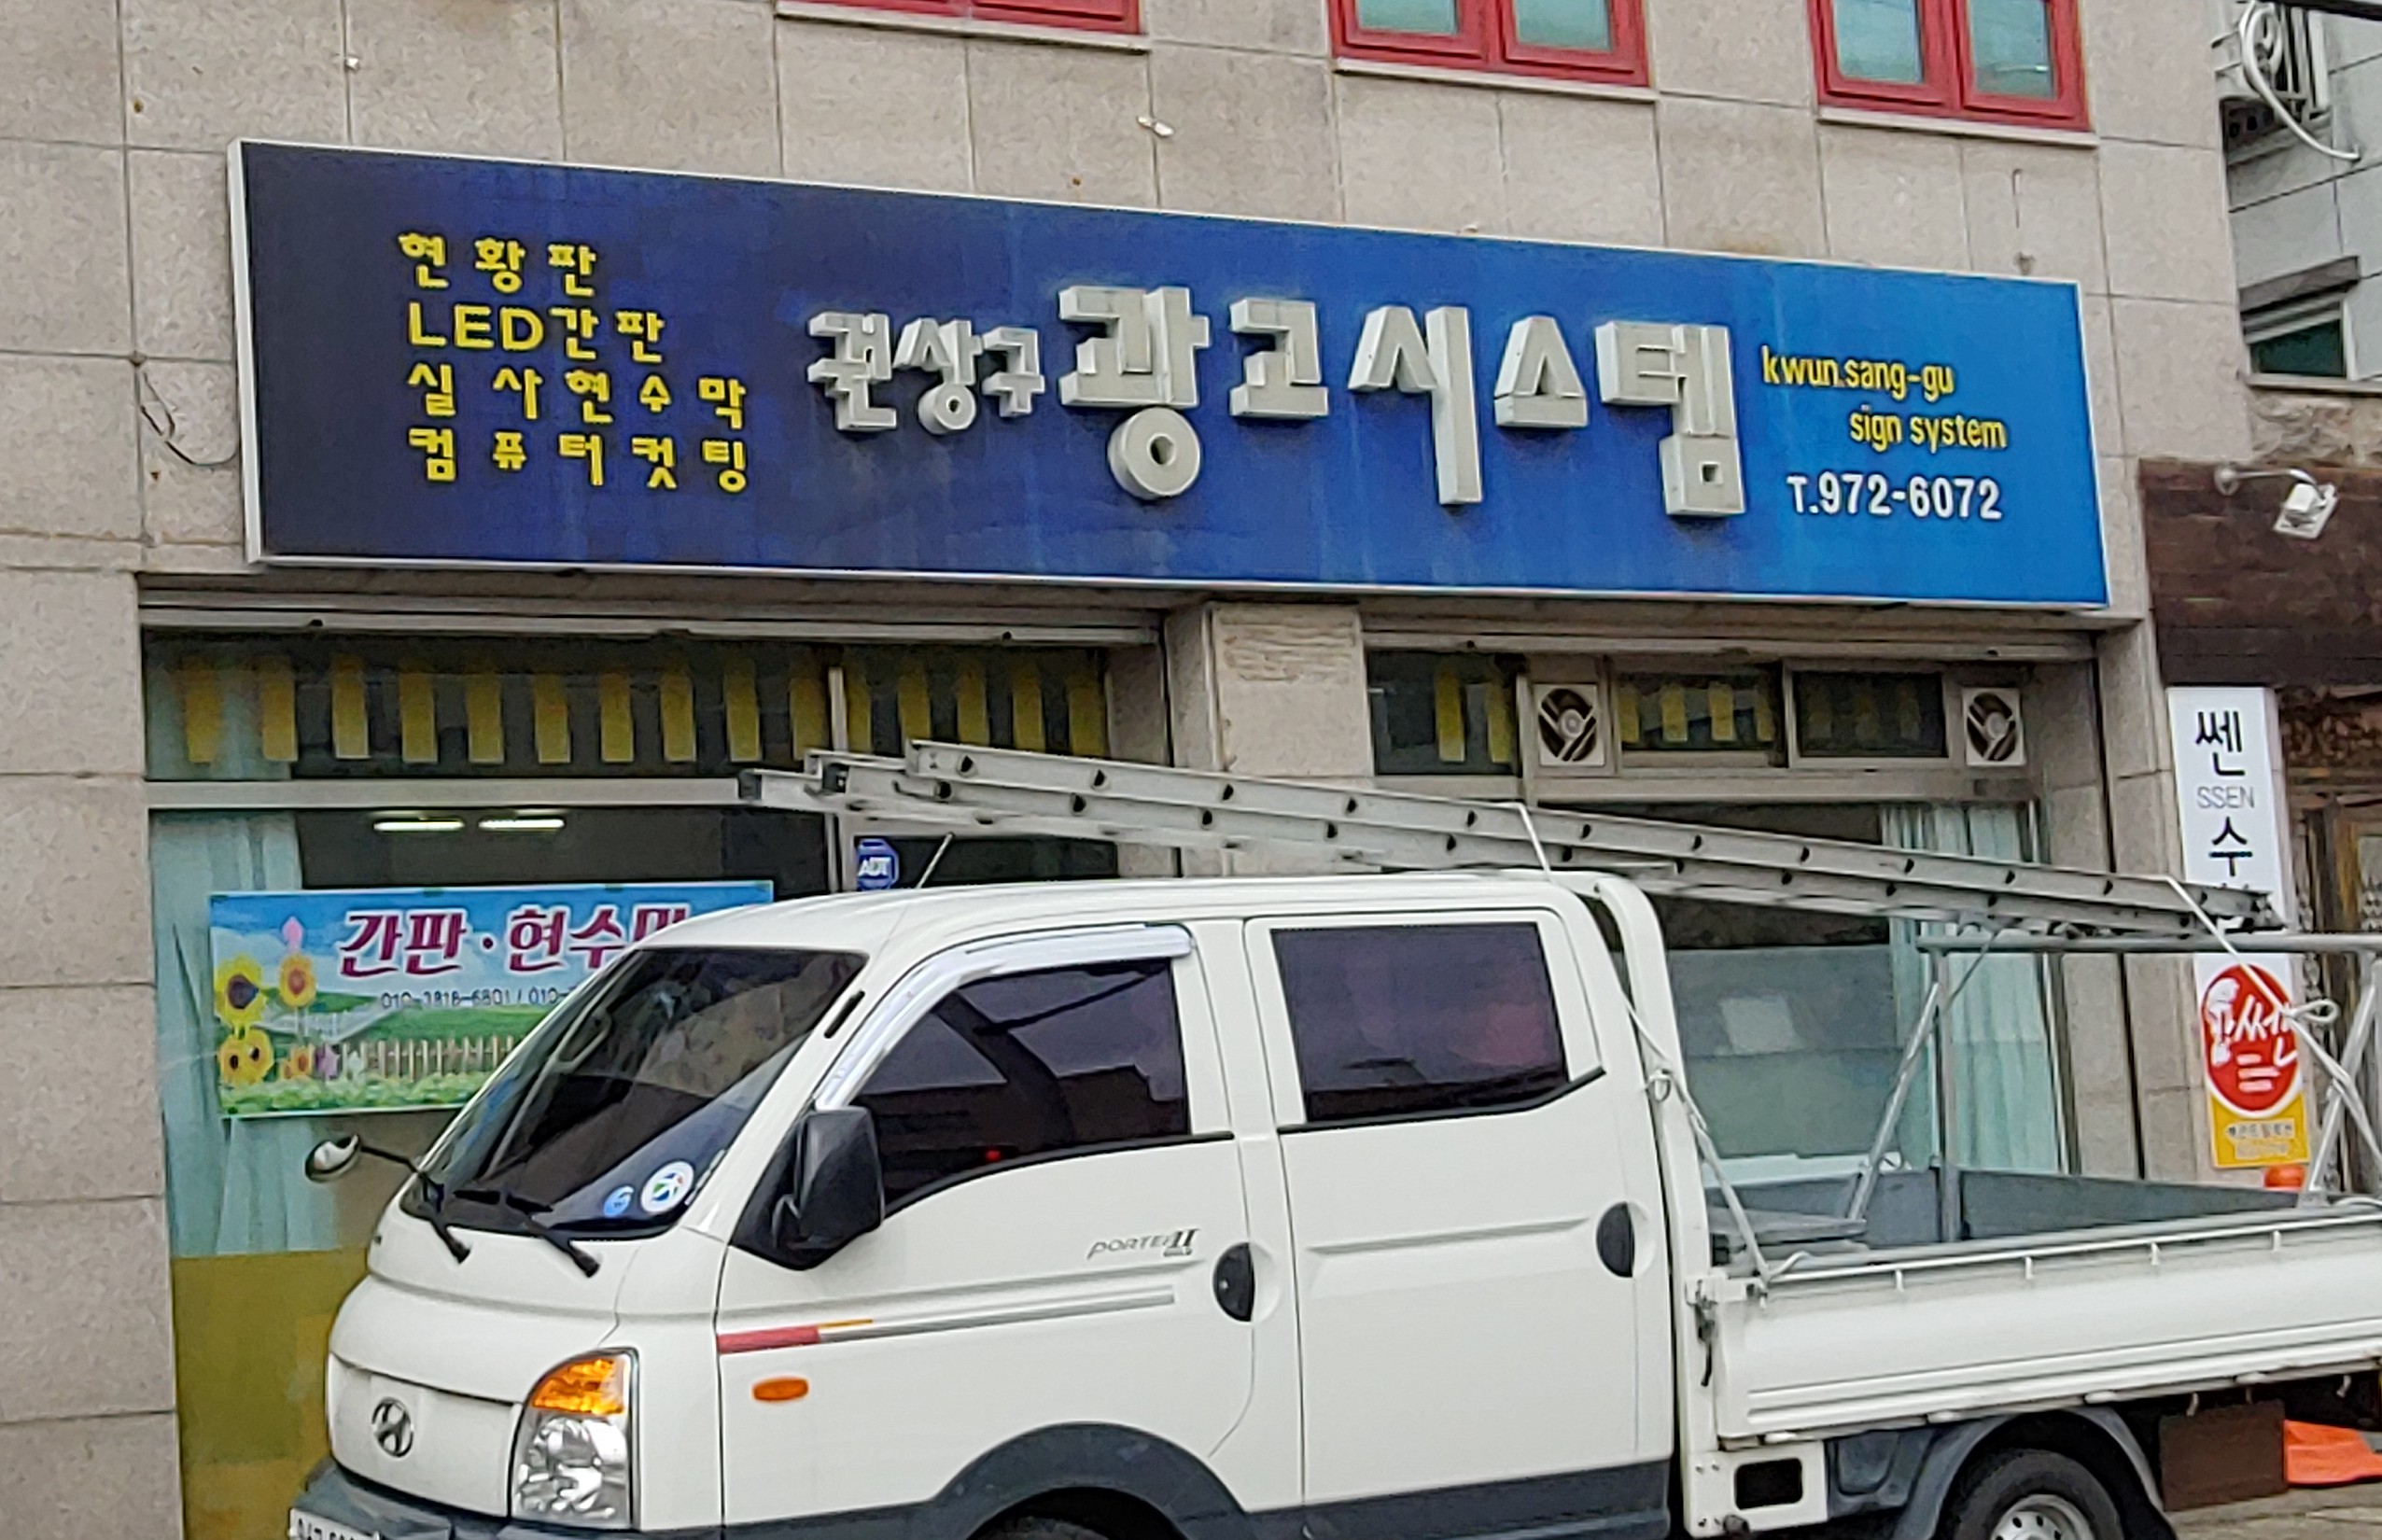 현황판
LED간판
실사현수막
컴퓨터컷팅
권상구 광고시스템
kwun.sang-gu
sign system
T.972-6072
쎈
SSEN
수
ADT
간판·현수막
PORTER II